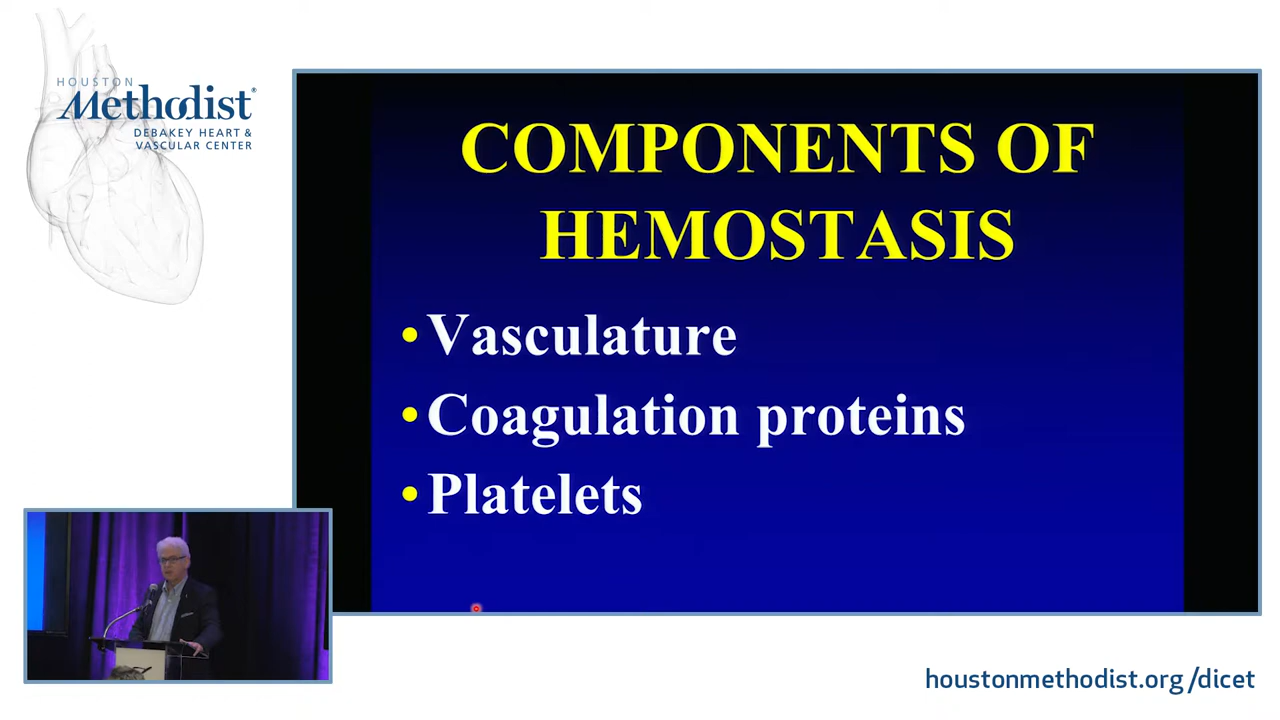 HOUSTON
Methodist®
DEBAKEY HEART &
VASCULAR CENTER
COMPONENTS OF
HEMOSTASIS
• Vasculature
• Coagulation proteins
• Platelets
houstonmethodist.org/dicet